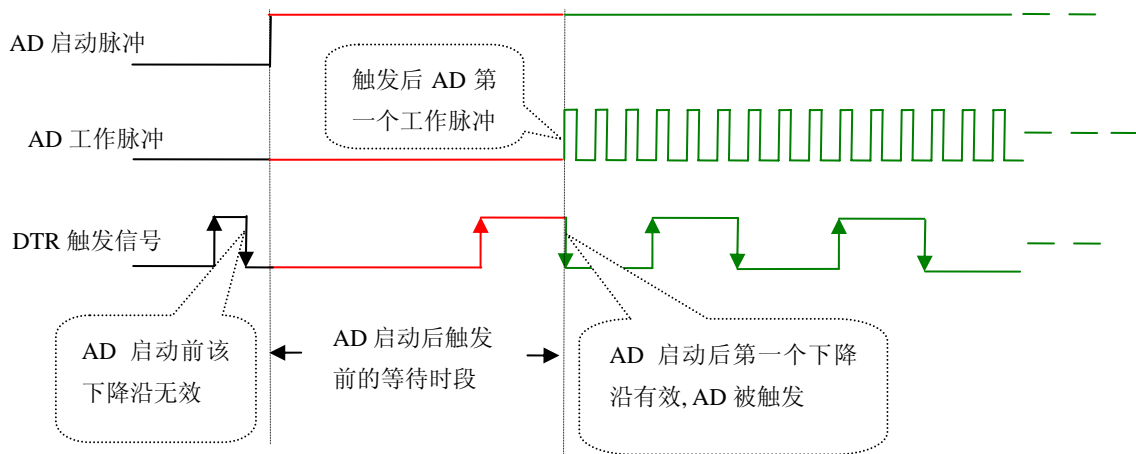 AD 启动脉冲
触发后 AD 第
一个工作脉冲
AD 工作脉冲
DTR 触发信号
AD 启动前该
下降沿无效
AD 启动后触发
前的等待时段
AD 启动后第一个下降
沿有效, AD 被触发